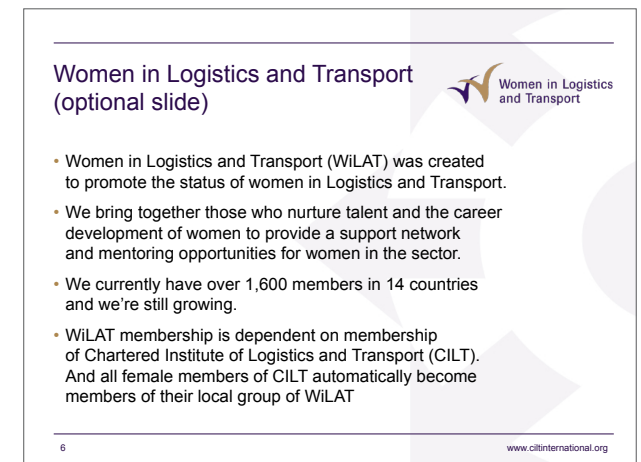 Women in Logistics and Transport
(optional slide)
Women in Logistics
and Transport
• Women in Logistics and Transport (WiLAT) was created
to promote the status of women in Logistics and Transport.
• We bring together those who nurture talent and the career
development of women to provide a support network
and mentoring opportunities for women in the sector.
• We currently have over 1,600 members in 14 countries
and we're still growing.
• WiLAT membership is dependent on membership
of Chartered Institute of Logistics and Transport (CILT).
And all female members of CILT automatically become
members of their local group of WiLAT
6
www.ciltinternational.org